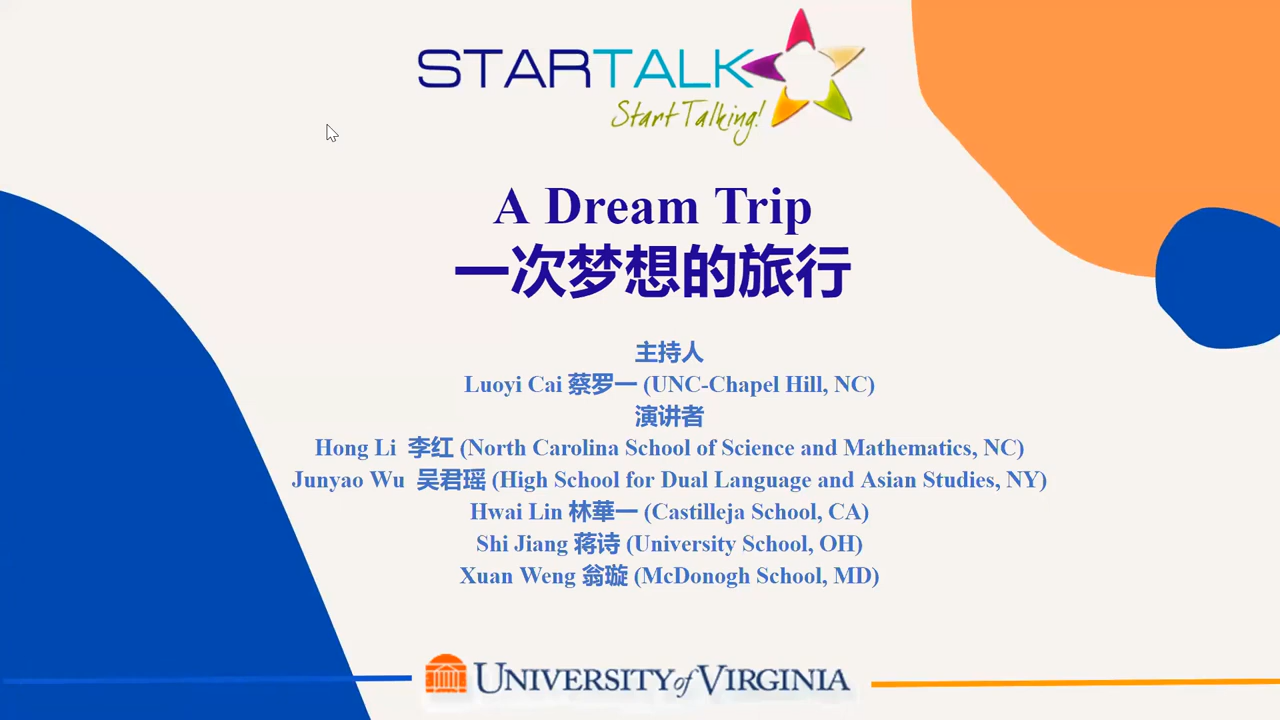 STARTALK
Start Talking!
A Dream Trip
一次梦想的旅行
主持人
Luoyi Cai 蔡罗一 (UNC-Chapel Hill, NC)
演讲者
Hong Li 李红 (North Carolina School of Science and Mathematics, NC)
Junyao Wu 吴君瑶 (High School for Dual Language and Asian Studies, NY)
Hwai Lin 林華一 (Castilleja School, CA)
Shi Jiang 蒋诗 (University School, OH)
Xuan Weng 翁璇 (McDonogh School, MD)
UNIVERSITY of VIRGINIA